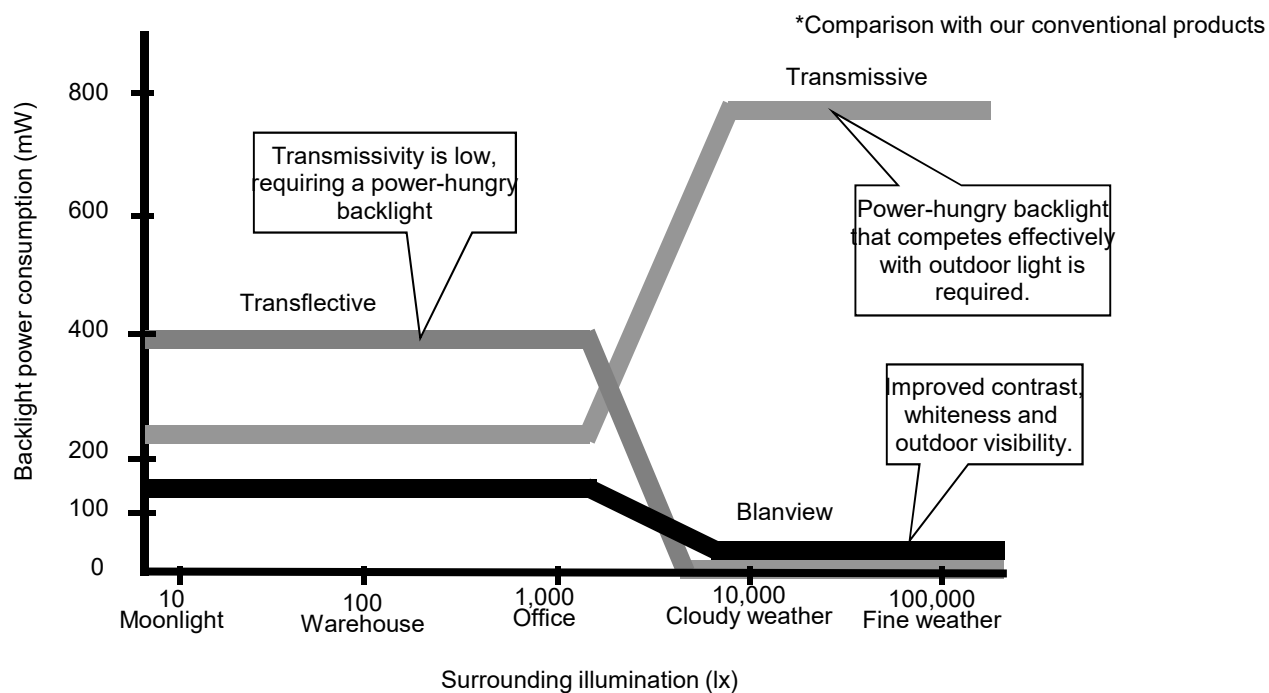 *Comparison with our conventional products
Transmissive
800
Transmissivity is low,
requiring a power-hungry
backlight
Power-hungry backlight
that competes effectively
with outdoor light is
required.
600
Backlight power consumption (mW)
Transflective
400
Improved contrast,
whiteness and
outdoor visibility.
200
100
Blanview
0
10
100
1,000
10,000
100,000
Moonlight
Warehouse
Office
Cloudy weather
Fine weather
Surrounding illumination (lx)